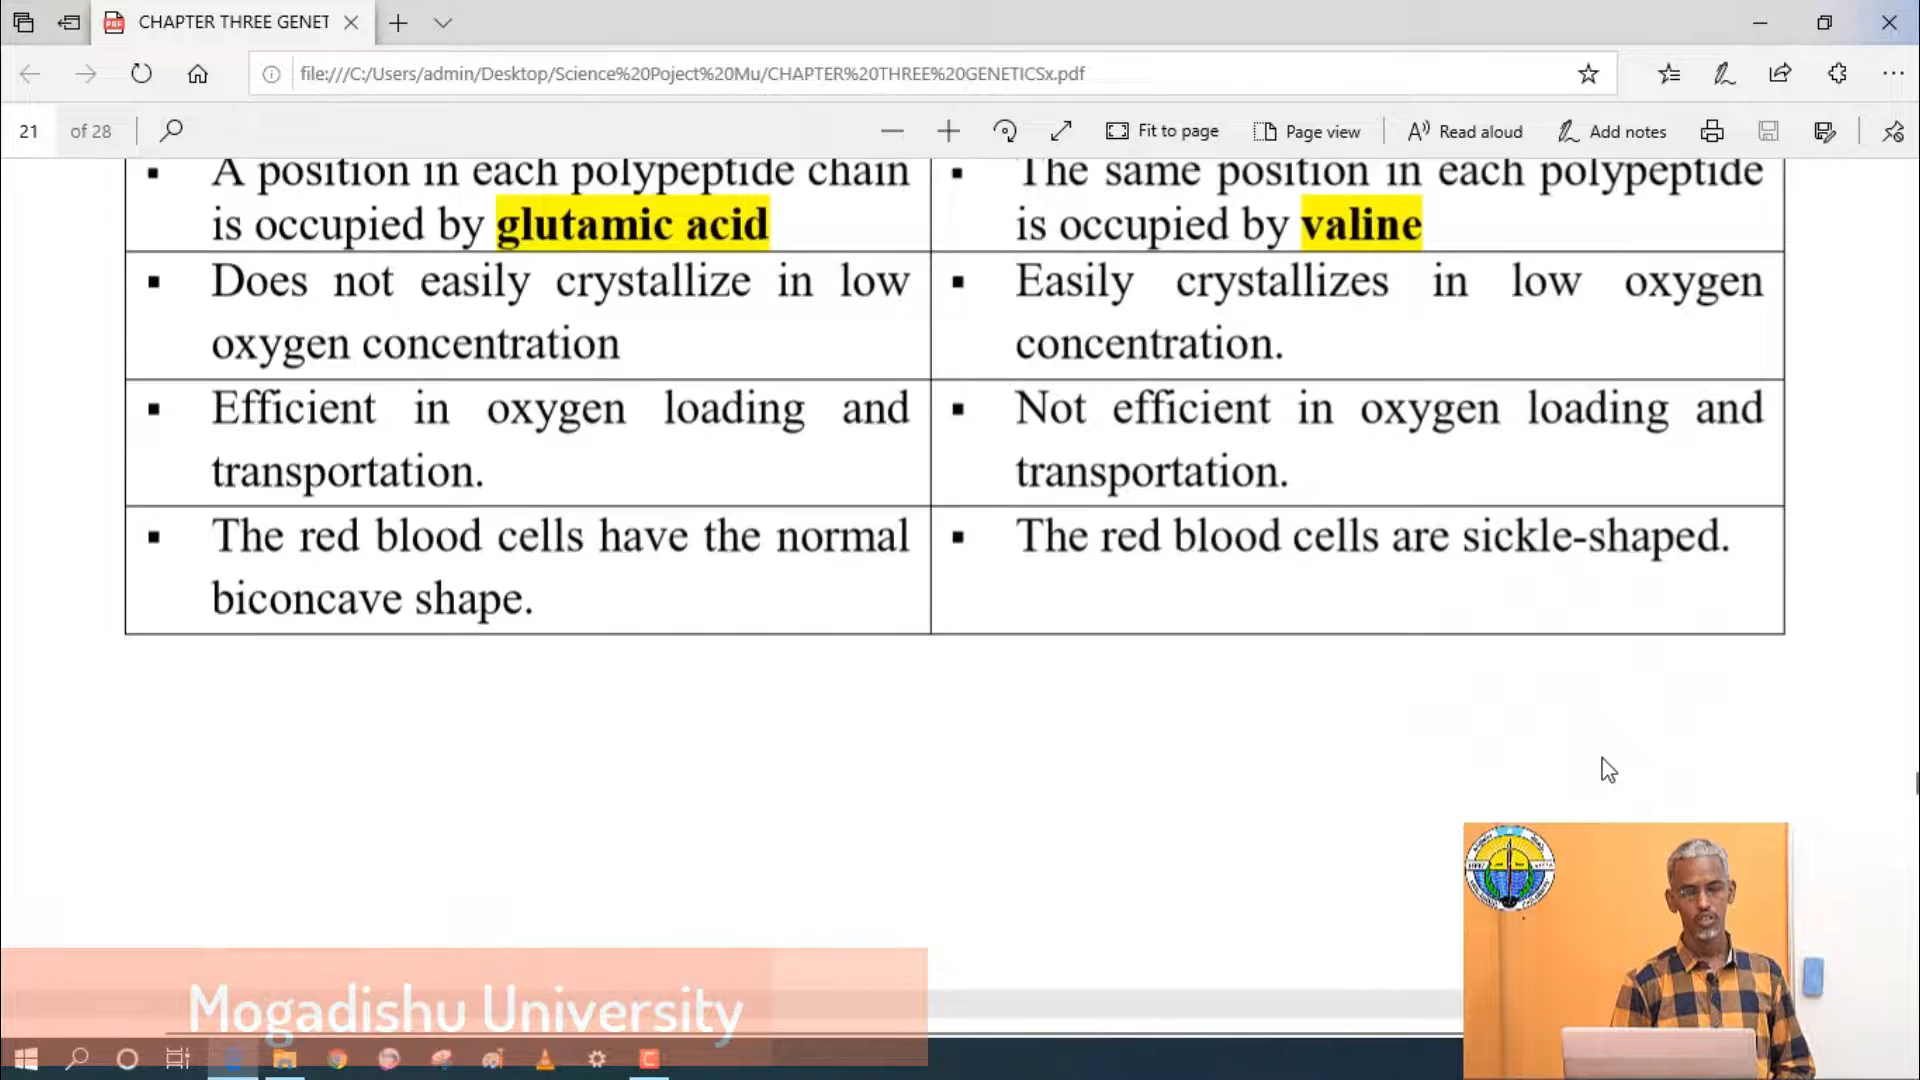 CHAPTER THREE GENET
file:///C:/Users/admin/Desktop/Science%20Poject%20Mu/CHAPTER%20THREE%20GENETICSx.pdf
21 of 28
Fit to page
Page view
Read aloud
Add notes
▪ A position in each polypeptide chain
is occupied by glutamic acid
▪ The same position in each polypeptide
is occupied by valine
▪ Does not easily crystallize in low
oxygen concentration
▪ Easily crystallizes in low oxygen
concentration.
▪ Efficient in oxygen loading and
transportation.
▪ Not efficient in oxygen loading and
transportation.
▪ The red blood cells have the normal
biconcave shape.
▪ The red blood cells are sickle-shaped.
Mogadishu University